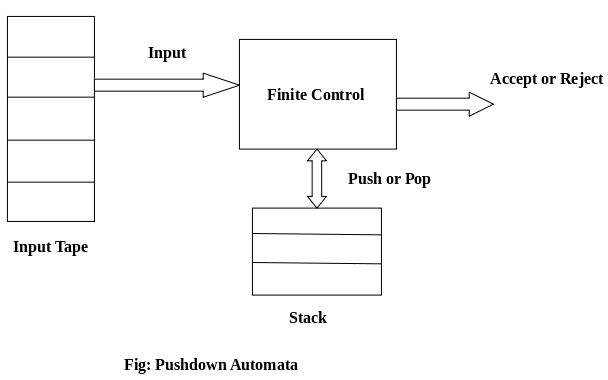 Input
Accept or Reject
Finite Control
Push or Pop
Input Tape
Stack
Fig: Pushdown Automata